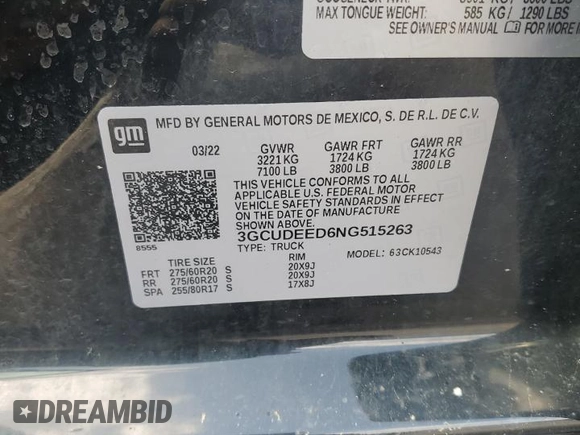 MAX TONGUE WEIGHT: 585 KG / 1290 LBS
SEE OWNER'S MANUAL FOR MORE
gm
MFD BY GENERAL MOTORS DE MEXICO, S. DE R.L. DE C.V.
03/22 GVWR GAWR FRT GAWR RR
3221 KG 1724 KG 1724 KG
7100 LB 3800 LB 3800 LB
THIS VEHICLE CONFORMS TO ALL
APPLICABLE U.S. FEDERAL MOTOR
VEHICLE SAFETY STANDARDS IN EFFECT
ON THE DATE OF MANUFACTURE
SHOWN ABOVE.
3GCUDEED6NG515263
8555 TYPE: TRUCK 63CK10543
RIM
FRT 275/60R20 S 20X9J
RR 275/60R20 S 20X9J
SPA 255/80R17 S 17X8J
DREAMBID